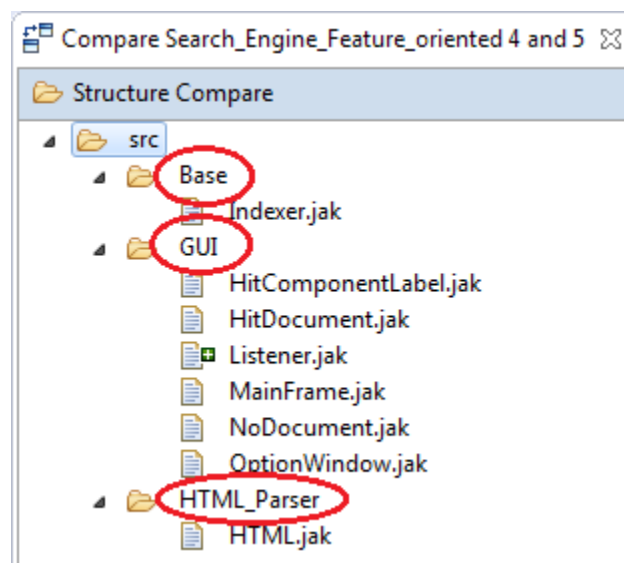 Compare Search_Engine_Feature_oriented 4 and 5
Structure Compare
src
Base
Indexer.jak
GUI
HitComponentLabel.jak
HitDocument.jak
Listener.jak
MainFrame.jak
NoDocument.jak
OptionWindow.jak
HTML_Parser
HTML.jak